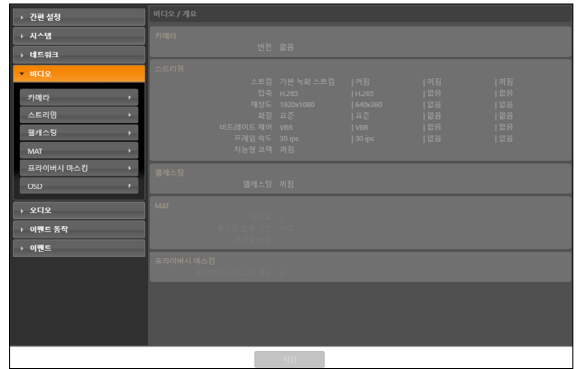 간편 설정
시스템
네트워크
비디오
카메라
스트리밍
웹캐스팅
MAT
프라이버시 마스킹
OSD
오디오
이벤트 동작
이벤트
비디오 / 개요
카메라
반전 없음
스트리밍
스트림 기본 녹화 스트림 | 꺼짐 | 꺼짐 | 꺼짐
압축 H.265 | H.265 | 없음 | 없음
해상도 1920x1080 | 640x360 | 없음 | 없음
화질 표준 | 표준 | 없음 | 없음
비트레이트 제어 VBR | VBR | 없음 | 없음
프레임 속도 30 ips | 30 ips | 없음 | 없음
지능형 코덱 꺼짐
웹캐스팅
웹캐스팅 꺼짐
MAT
프라이버시 마스킹
저장